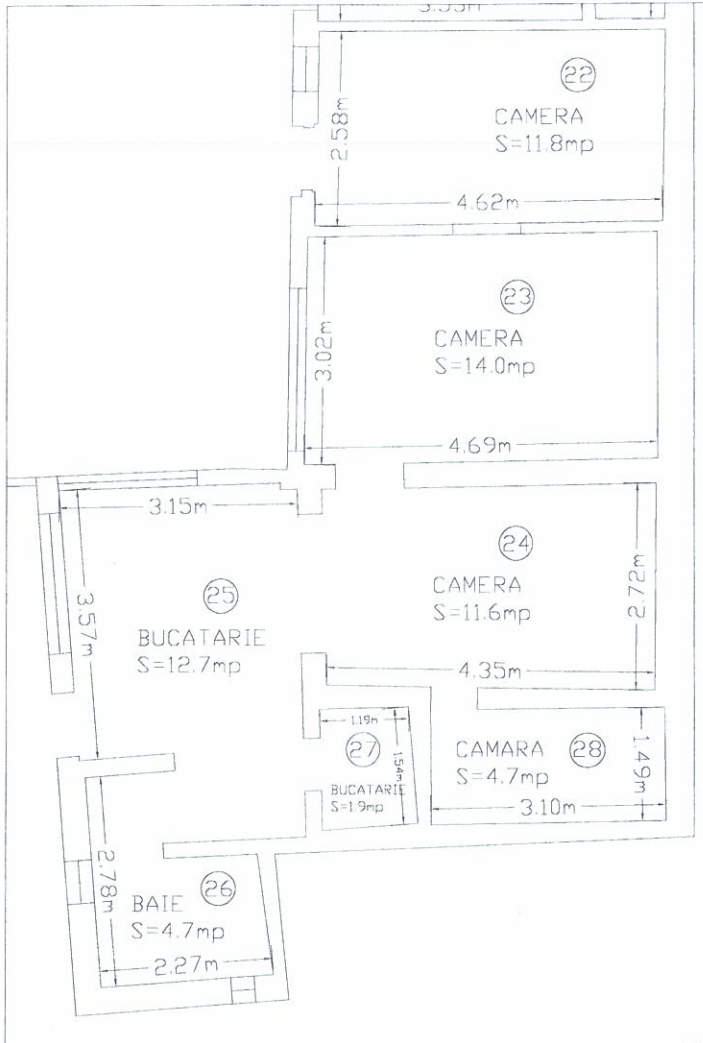 22
CAMERA
S=11.8mp
2.58m
4.62m
23
CAMERA
S=14.0mp
3.02m
4.69m
3.15m
24
CAMERA
S=11.6mp
2.72m
4.35m
25
BUCATARIE
S=12.7mp
3.57m
1.19m
27
1.54m
BUCATARIE
S=1.9mp
CAMARA
28
S=4.7mp
1.49m
3.10m
26
BAIE
S=4.7mp
2.78m
2.27m